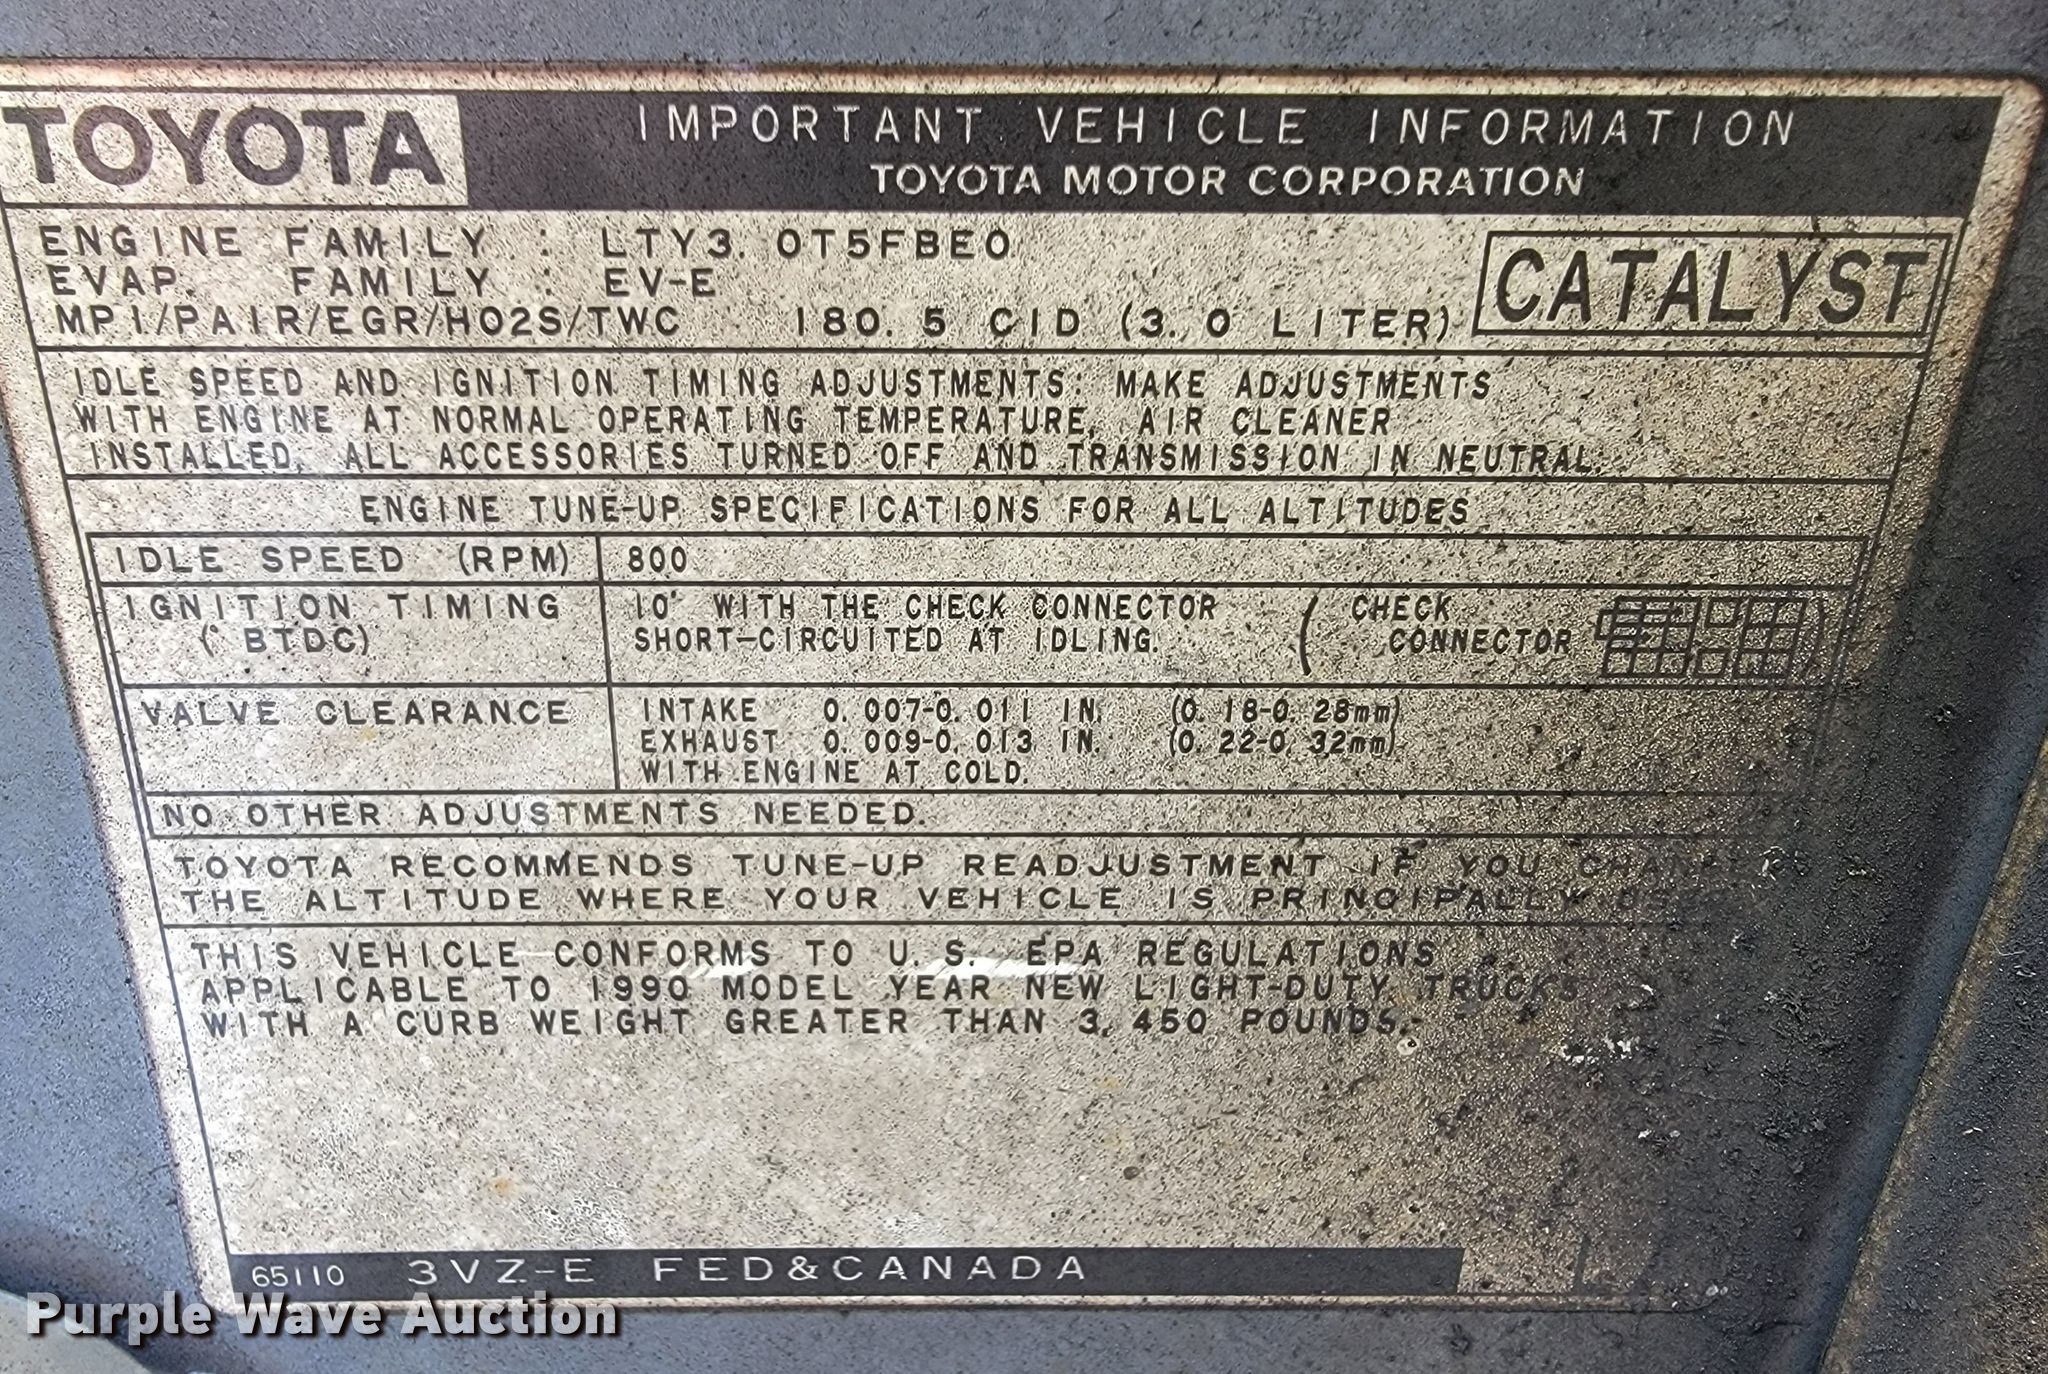 TOYOTA
IMPORTANT VEHICLE INFORMATION
TOYOTA MOTOR CORPORATION
ENGINE FAMILY : LTY3. 0T5FBE0
EVAP. FAMILY : EV-E
MPI/PAIR/EGR/HO2S/TWC 180. 5 CID (3. 0 LITER)
CATALYST
IDLE SPEED AND IGNITION TIMING ADJUSTMENTS: MAKE ADJUSTMENTS
WITH ENGINE AT NORMAL OPERATING TEMPERATURE, AIR CLEANER
INSTALLED, ALL ACCESSORIES TURNED OFF AND TRANSMISSION IN NEUTRAL.
ENGINE TUNE-UP SPECIFICATIONS FOR ALL ALTITUDES
IDLE SPEED (RPM) 800
IGNITION TIMING (° BTDC)
10° WITH THE CHECK CONNECTOR
SHORT-CIRCUITED AT IDLING.
( CHECK
CONNECTOR )
VALVE CLEARANCE
INTAKE 0. 007-0. 011 IN. (0. 18-0. 28mm)
EXHAUST 0. 009-0. 013 IN. (0. 22-0. 32mm)
WITH ENGINE AT COLD.
NO OTHER ADJUSTMENTS NEEDED.
TOYOTA RECOMMENDS TUNE-UP READJUSTMENT IF YOU
THE ALTITUDE WHERE YOUR VEHICLE IS PRINCIPALLY
THIS VEHICLE CONFORMS TO U. S. EPA REGULATIONS
APPLICABLE TO 1990 MODEL YEAR NEW LIGHT-DUTY TRUCKS
WITH A CURB WEIGHT GREATER THAN 3, 450 POUNDS.
65110 3VZ-E FED&CANADA
Purple Wave Auction